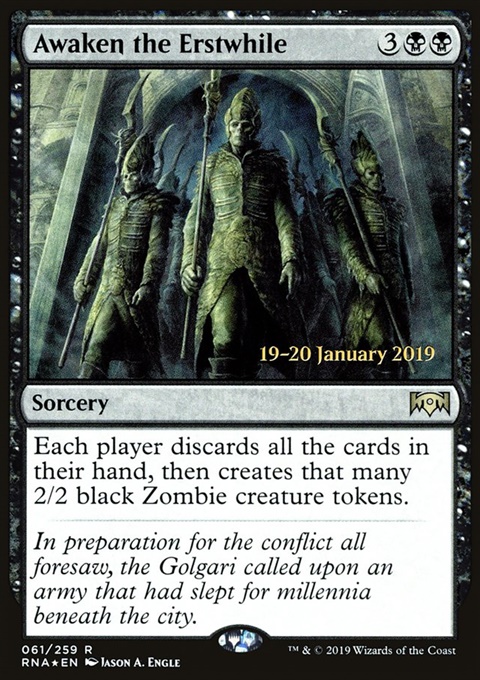 Awaken the Erstwhile 3
19–20 January 2019
Sorcery
Each player discards all the cards in
their hand, then creates that many
2/2 black Zombie creature tokens.
In preparation for the conflict all
foresaw, the Golgari called upon an
army that had slept for millennia
beneath the city.
061/259 R
RNA★EN Jason A. Engle
™ & © 2019 Wizards of the Coast